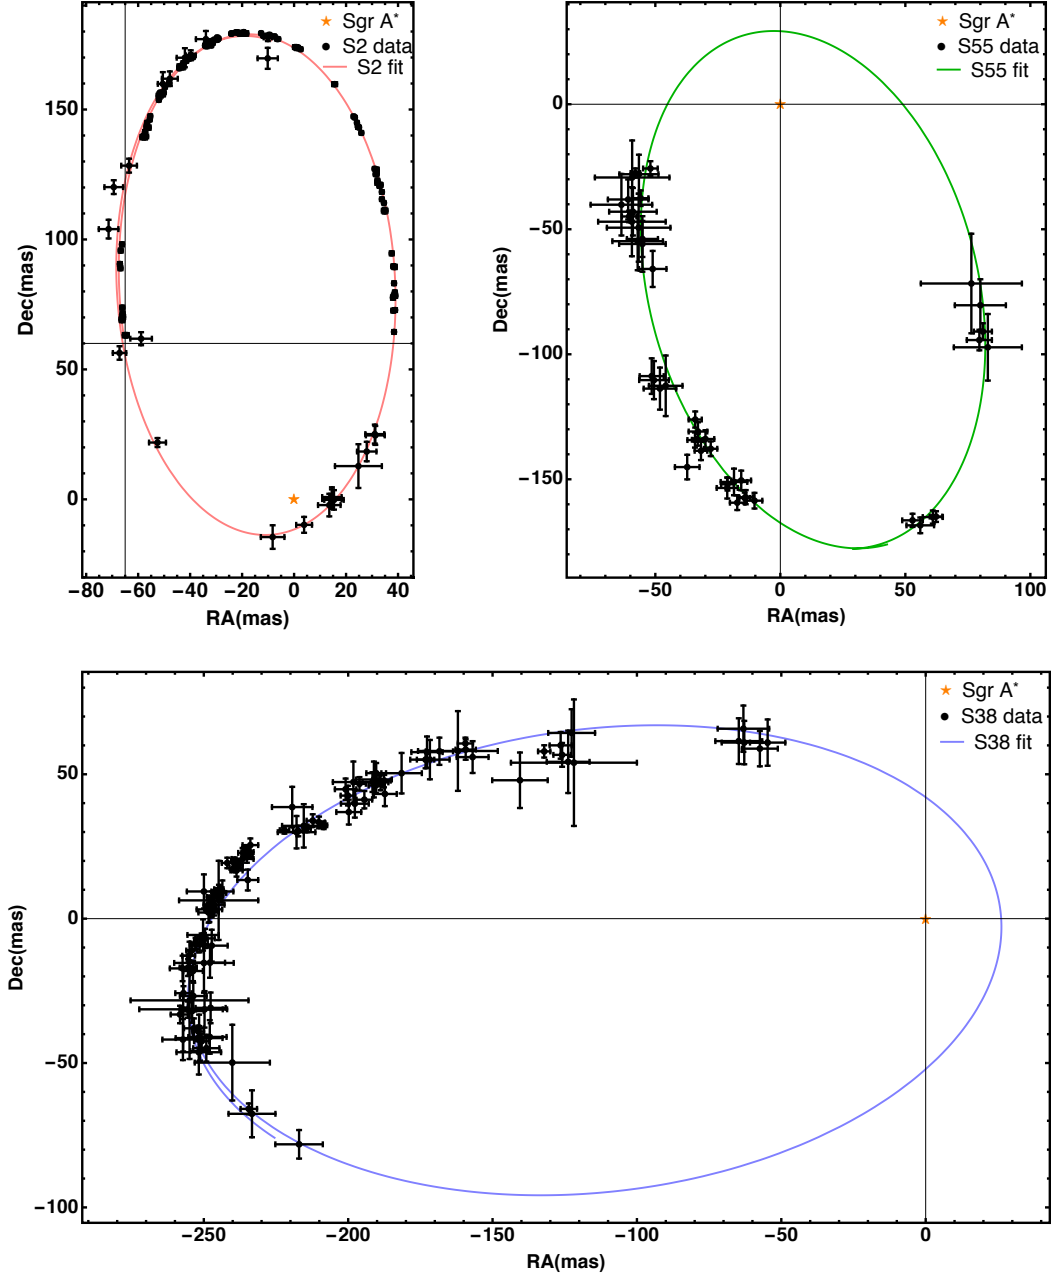 Sgr A*
S2 data
S2 fit
150
100
50
0
Dec(mas)
−80 −60 −40 −20 0 20 40
RA(mas)
Sgr A*
S55 data
S55 fit
0
−50
−100
−150
Dec(mas)
−50 0 50 100
RA(mas)
Sgr A*
S38 data
S38 fit
50
0
−50
−100
Dec(mas)
−250 −200 −150 −100 −50 0
RA(mas)